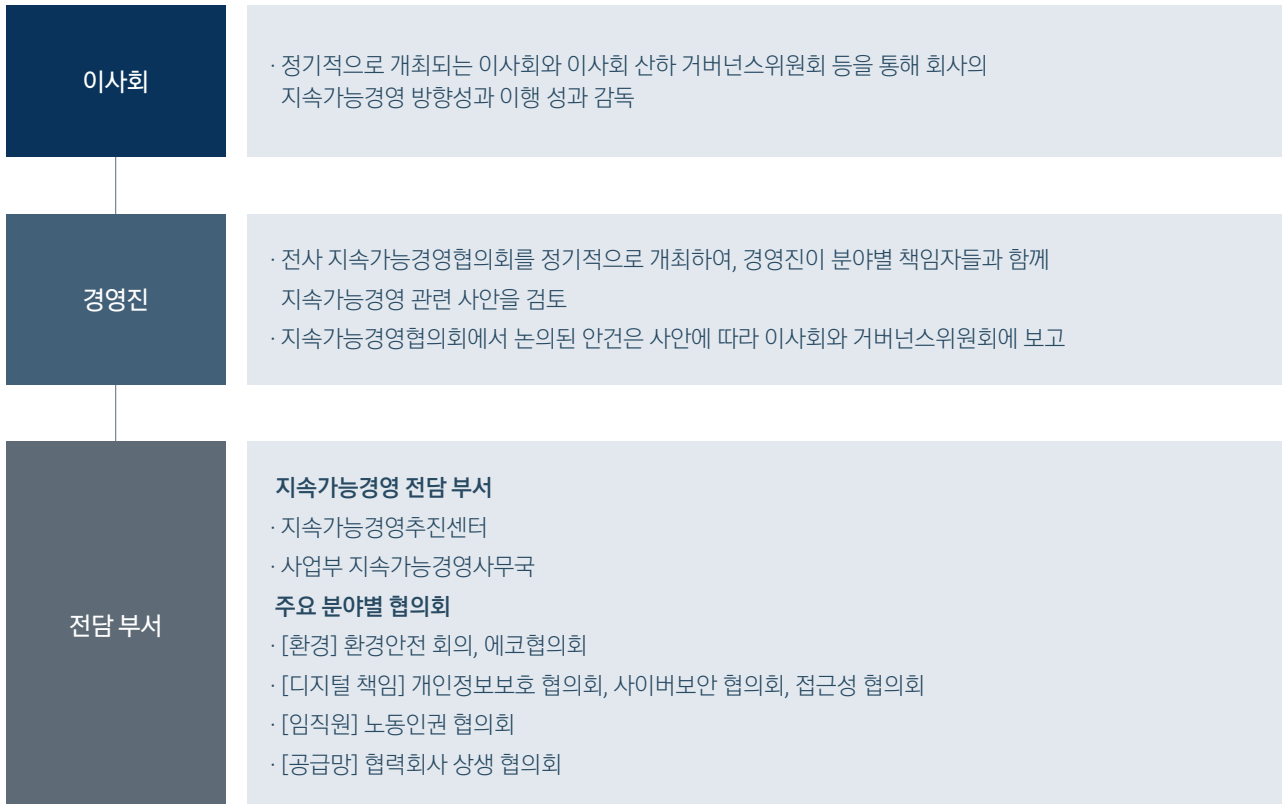 이사회
· 정기적으로 개최되는 이사회와 이사회 산하 거버넌스위원회 등을 통해 회사의
지속가능경영 방향성과 이행 성과 감독
경영진
· 전사 지속가능경영협의회를 정기적으로 개최하여, 경영진이 분야별 책임자들과 함께
지속가능경영 관련 사안을 검토
· 지속가능경영협의회에서 논의된 안건은 사안에 따라 이사회와 거버넌스위원회에 보고
전담 부서
지속가능경영 전담 부서
· 지속가능경영추진센터
· 사업부 지속가능경영사무국
주요 분야별 협의회
· [환경] 환경안전 회의, 에코협의회
· [디지털 책임] 개인정보보호 협의회, 사이버보안 협의회, 접근성 협의회
· [임직원] 노동인권 협의회
· [공급망] 협력회사 상생 협의회